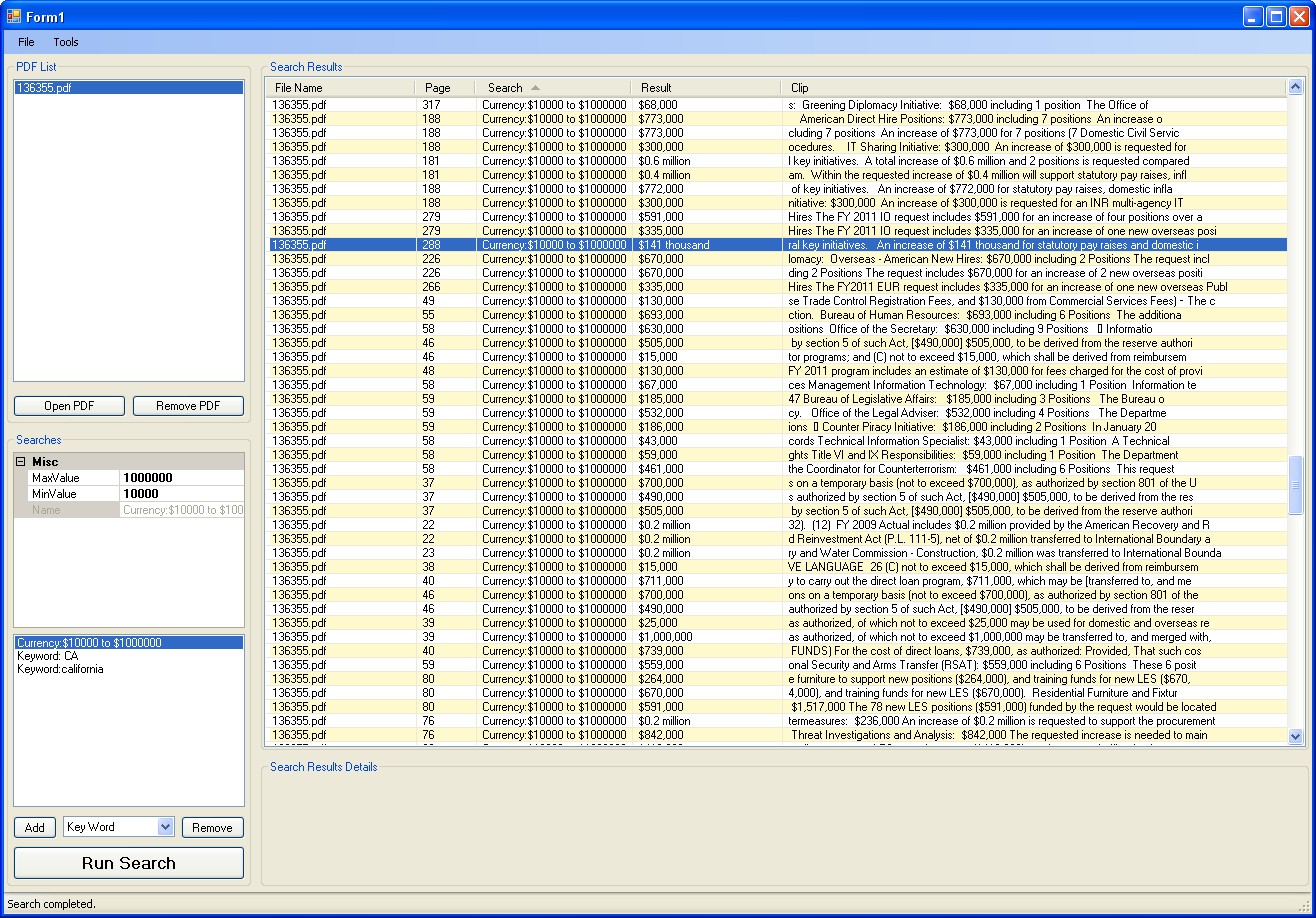 Form1
File Tools
PDF List
136355.pdf
Open PDF Remove PDF
Searches
Misc
MaxValue 1000000
MinValue 10000
Name Currency:$10000 to $100
Currency:$10000 to $1000000
Keyword: CA
Keyword:california
Add Key Word Remove
Run Search
Search Results
File Name Page Search Result Clip
136355.pdf 317 Currency:$10000 to $1000000 $68,000 s: Greening Diplomacy Initiative: $68,000 including 1 position The Office of
136355.pdf 188 Currency:$10000 to $1000000 $773,000 American Direct Hire Positions: $773,000 including 7 positions An increase o
136355.pdf 188 Currency:$10000 to $1000000 $773,000 cluding 7 positions An increase of $773,000 for 7 positions (7 Domestic Civil Servic
136355.pdf 188 Currency:$10000 to $1000000 $300,000 ocedures. IT Sharing Initiative: $300,000 An increase of $300,000 is requested for
136355.pdf 181 Currency:$10000 to $1000000 $0.6 million l key initiatives. A total increase of $0.6 million and 2 positions is requested compared
136355.pdf 181 Currency:$10000 to $1000000 $0.4 million am. Within the requested increase of $0.4 million will support statutory pay raises, infl
136355.pdf 188 Currency:$10000 to $1000000 $772,000 of key initiatives. An increase of $772,000 for statutory pay raises, domestic infla
136355.pdf 188 Currency:$10000 to $1000000 $300,000 nitiative: $300,000 An increase of $300,000 is requested for an INR multi-agency IT
136355.pdf 279 Currency:$10000 to $1000000 $591,000 Hires The FY 2011 IO request includes $591,000 for an increase of four positions over a
136355.pdf 279 Currency:$10000 to $1000000 $335,000 Hires The FY 2011 IO request includes $335,000 for an increase of one new overseas posi
136355.pdf 288 Currency:$10000 to $1000000 $141 thousand ral key initiatives. An increase of $141 thousand for statutory pay raises and domestic i
136355.pdf 226 Currency:$10000 to $1000000 $670,000 lomacy: Overseas - American New Hires: $670,000 including 2 Positions The request incl
136355.pdf 226 Currency:$10000 to $1000000 $670,000 ding 2 Positions The request includes $670,000 for an increase of 2 new overseas positi
136355.pdf 266 Currency:$10000 to $1000000 $335,000 Hires The FY2011 EUR request includes $335,000 for an increase of one new overseas Publ
136355.pdf 49 Currency:$10000 to $1000000 $130,000 se Trade Control Registration Fees, and $130,000 from Commercial Services Fees) - The c
136355.pdf 55 Currency:$10000 to $1000000 $693,000 ction. Bureau of Human Resources: $693,000 including 6 Positions The additiona
136355.pdf 58 Currency:$10000 to $1000000 $630,000 ositions Office of the Secretary: $630,000 including 9 Positions ▯ Informatio
136355.pdf 46 Currency:$10000 to $1000000 $505,000 by section 5 of such Act, [$490,000] $505,000, to be derived from the reserve authori
136355.pdf 46 Currency:$10000 to $1000000 $15,000 tor programs; and (C) not to exceed $15,000, which shall be derived from reimbursem
136355.pdf 48 Currency:$10000 to $1000000 $130,000 FY 2011 program includes an estimate of $130,000 for fees charged for the cost of provi
136355.pdf 58 Currency:$10000 to $1000000 $67,000 ces Management Information Technology: $67,000 including 1 Position Information te
136355.pdf 59 Currency:$10000 to $1000000 $185,000 47 Bureau of Legislative Affairs: $185,000 including 3 Positions The Bureau o
136355.pdf 59 Currency:$10000 to $1000000 $532,000 cy. Office of the Legal Adviser: $532,000 including 4 Positions The Departme
136355.pdf 59 Currency:$10000 to $1000000 $186,000 ions ▯ Counter Piracy Initiative: $186,000 including 2 Positions In January 20
136355.pdf 58 Currency:$10000 to $1000000 $43,000 cords Technical Information Specialist: $43,000 including 1 Position A Technical
136355.pdf 58 Currency:$10000 to $1000000 $59,000 ghts Title VI and IX Responsibilities: $59,000 including 1 Position The Department
136355.pdf 58 Currency:$10000 to $1000000 $461,000 the Coordinator for Counterterrorism: $461,000 including 6 Positions This request
136355.pdf 37 Currency:$10000 to $1000000 $700,000 s on a temporary basis (not to exceed $700,000), as authorized by section 801 of the U
136355.pdf 37 Currency:$10000 to $1000000 $490,000 s authorized by section 5 of such Act, [$490,000] $505,000, to be derived from the res
136355.pdf 37 Currency:$10000 to $1000000 $505,000 by section 5 of such Act, [$490,000] $505,000, to be derived from the reserve authori
136355.pdf 22 Currency:$10000 to $1000000 $0.2 million 32). (12) FY 2009 Actual includes $0.2 million provided by the American Recovery and R
136355.pdf 22 Currency:$10000 to $1000000 $0.2 million d Reinvestment Act (P.L. 111-5), net of $0.2 million transferred to International Boundary a
136355.pdf 23 Currency:$10000 to $1000000 $0.2 million ry and Water Commission - Construction, $0.2 million was transferred to International Bounda
136355.pdf 38 Currency:$10000 to $1000000 $15,000 VE LANGUAGE 26 (C) not to exceed $15,000, which shall be derived from reimbursem
136355.pdf 40 Currency:$10000 to $1000000 $711,000 y to carry out the direct loan program, $711,000, which may be [transferred to, and me
136355.pdf 46 Currency:$10000 to $1000000 $700,000 ons on a temporary basis (not to exceed $700,000), as authorized by section 801 of the
136355.pdf 46 Currency:$10000 to $1000000 $490,000 authorized by section 5 of such Act, [$490,000] $505,000, to be derived from the reser
136355.pdf 39 Currency:$10000 to $1000000 $25,000 as authorized, of which not to exceed $25,000 may be used for domestic and overseas re
136355.pdf 39 Currency:$10000 to $1000000 $1,000,000 as authorized, of which not to exceed $1,000,000 may be transferred to, and merged with,
136355.pdf 40 Currency:$10000 to $1000000 $739,000 FUNDS) For the cost of direct loans, $739,000, as authorized: Provided, That such cos
136355.pdf 59 Currency:$10000 to $1000000 $559,000 onal Security and Arms Transfer (RSAT): $559,000 including 6 Positions These 6 posit
136355.pdf 80 Currency:$10000 to $1000000 $264,000 e furniture to support new positions ($264,000), and training funds for new LES ($670,
136355.pdf 80 Currency:$10000 to $1000000 $670,000 4,000), and training funds for new LES ($670,000). Residential Furniture and Fixtur
136355.pdf 80 Currency:$10000 to $1000000 $591,000 $1,517,000 The 78 new LES positions ($591,000) funded by the request would be located
136355.pdf 76 Currency:$10000 to $1000000 $0.2 million termeasures: $236,000 An increase of $0.2 million is requested to support the procurement
136355.pdf 76 Currency:$10000 to $1000000 $842,000 Threat Investigations and Analysis: $842,000 The requested increase is needed to main
Search Results Details
Search completed.